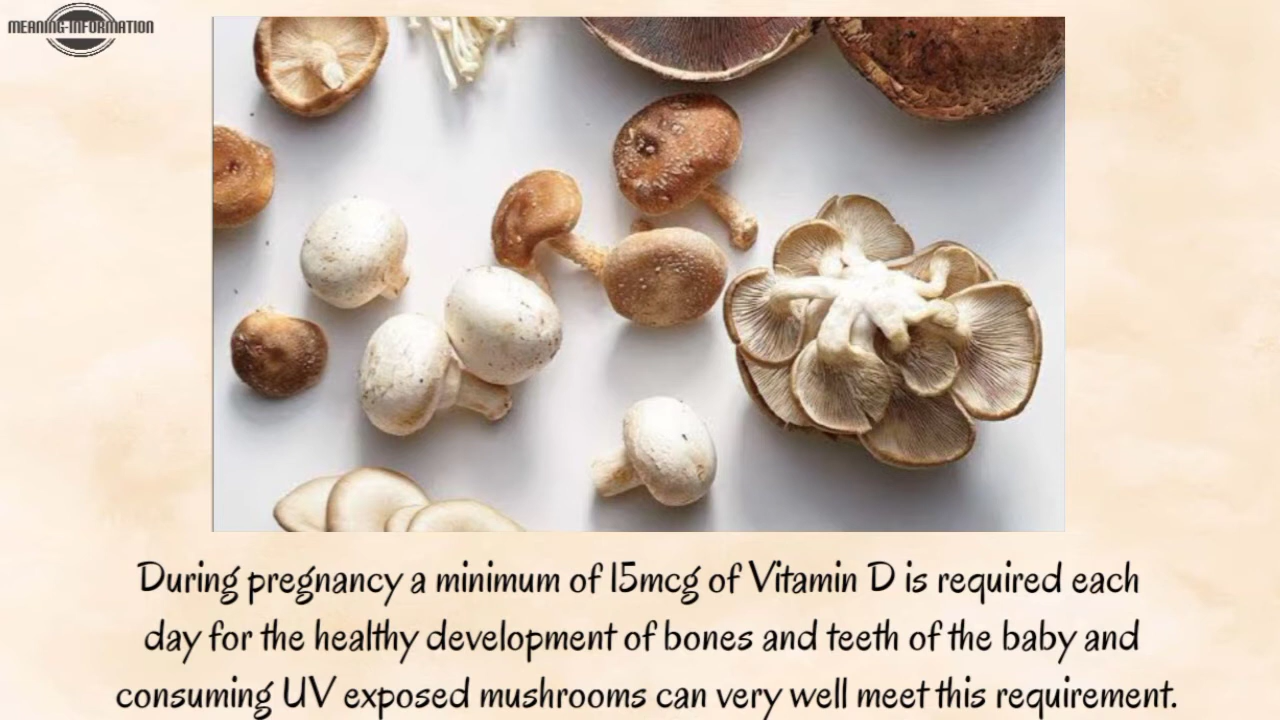 MEANING-INFORMATION
During pregnancy a minimum of 15mcg of Vitamin D is required each
day for the healthy development of bones and teeth of the baby and
consuming UV exposed mushrooms can very well meet this requirement.